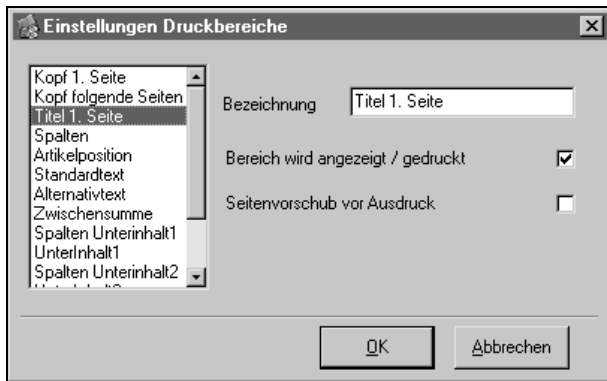 Einstellungen Druckbereiche
Kopf 1. Seite
Kopf folgende Seiten
Titel 1. Seite
Spalten
Artikelposition
Standardtext
Alternativtext
Zwischensumme
Spalten Unterinhalt1
UnterInhalt1
Spalten Unterinhalt2
Bezeichnung
Titel 1. Seite
Bereich wird angezeigt / gedruckt
Seitenvorschub vor Ausdruck
OK
Abbrechen